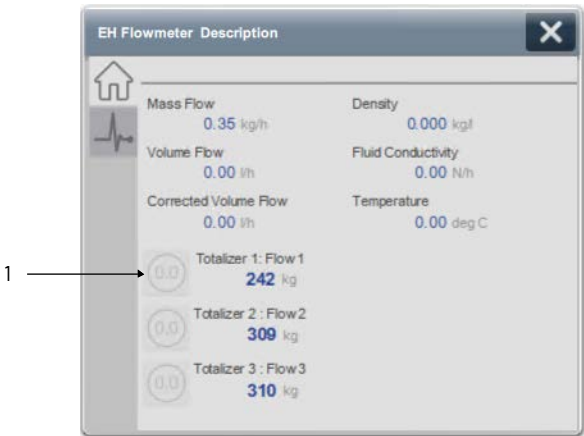 EH Flowmeter Description
Mass Flow
0.35 kg/h
Density
0.000 kg/l
Volume Flow
0.00 l/h
Fluid Conductivity
0.00 N/h
Corrected Volume Flow
0.00 l/h
Temperature
0.00 deg C
1
0.0
Totalizer 1: Flow 1
242 kg
0.0
Totalizer 2 : Flow 2
309 kg
0.0
Totalizer 3 : Flow 3
310 kg